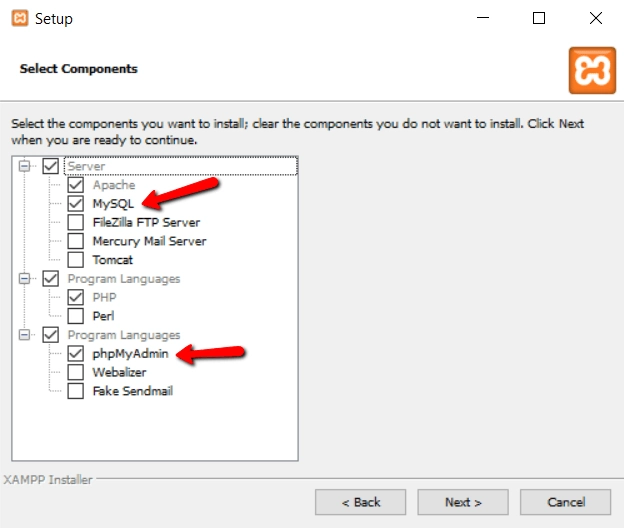 Setup
Select Components
Select the components you want to install; clear the components you do not want to install. Click Next
when you are ready to continue.
Server
Apache
MySQL
FileZilla FTP Server
Mercury Mail Server
Tomcat
Program Languages
PHP
Perl
Program Languages
phpMyAdmin
Webalizer
Fake Sendmail
XAMPP Installer
< Back
Next >
Cancel